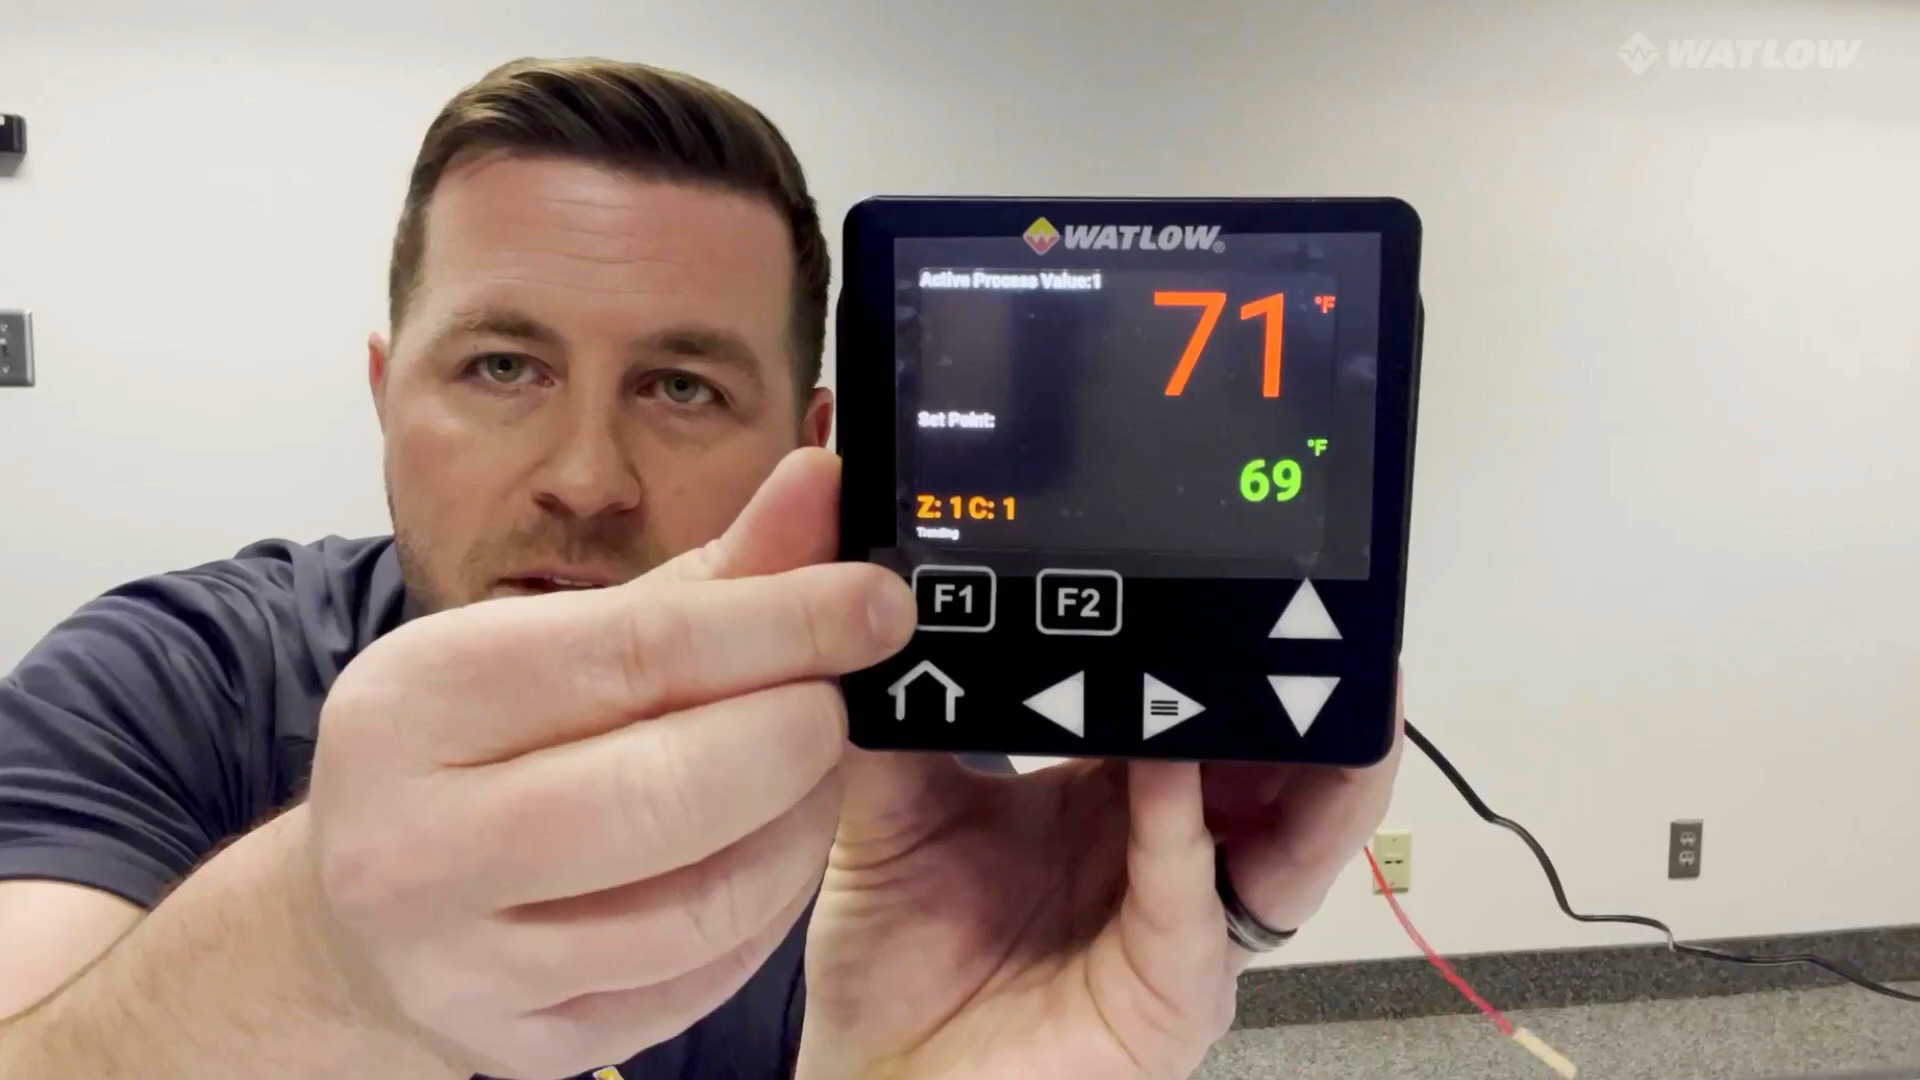 WATLOW
WATLOW®
Active Process Value:1
71 °F
Set Point:
69 °F
Z: 1 C: 1
Trending
F1 F2